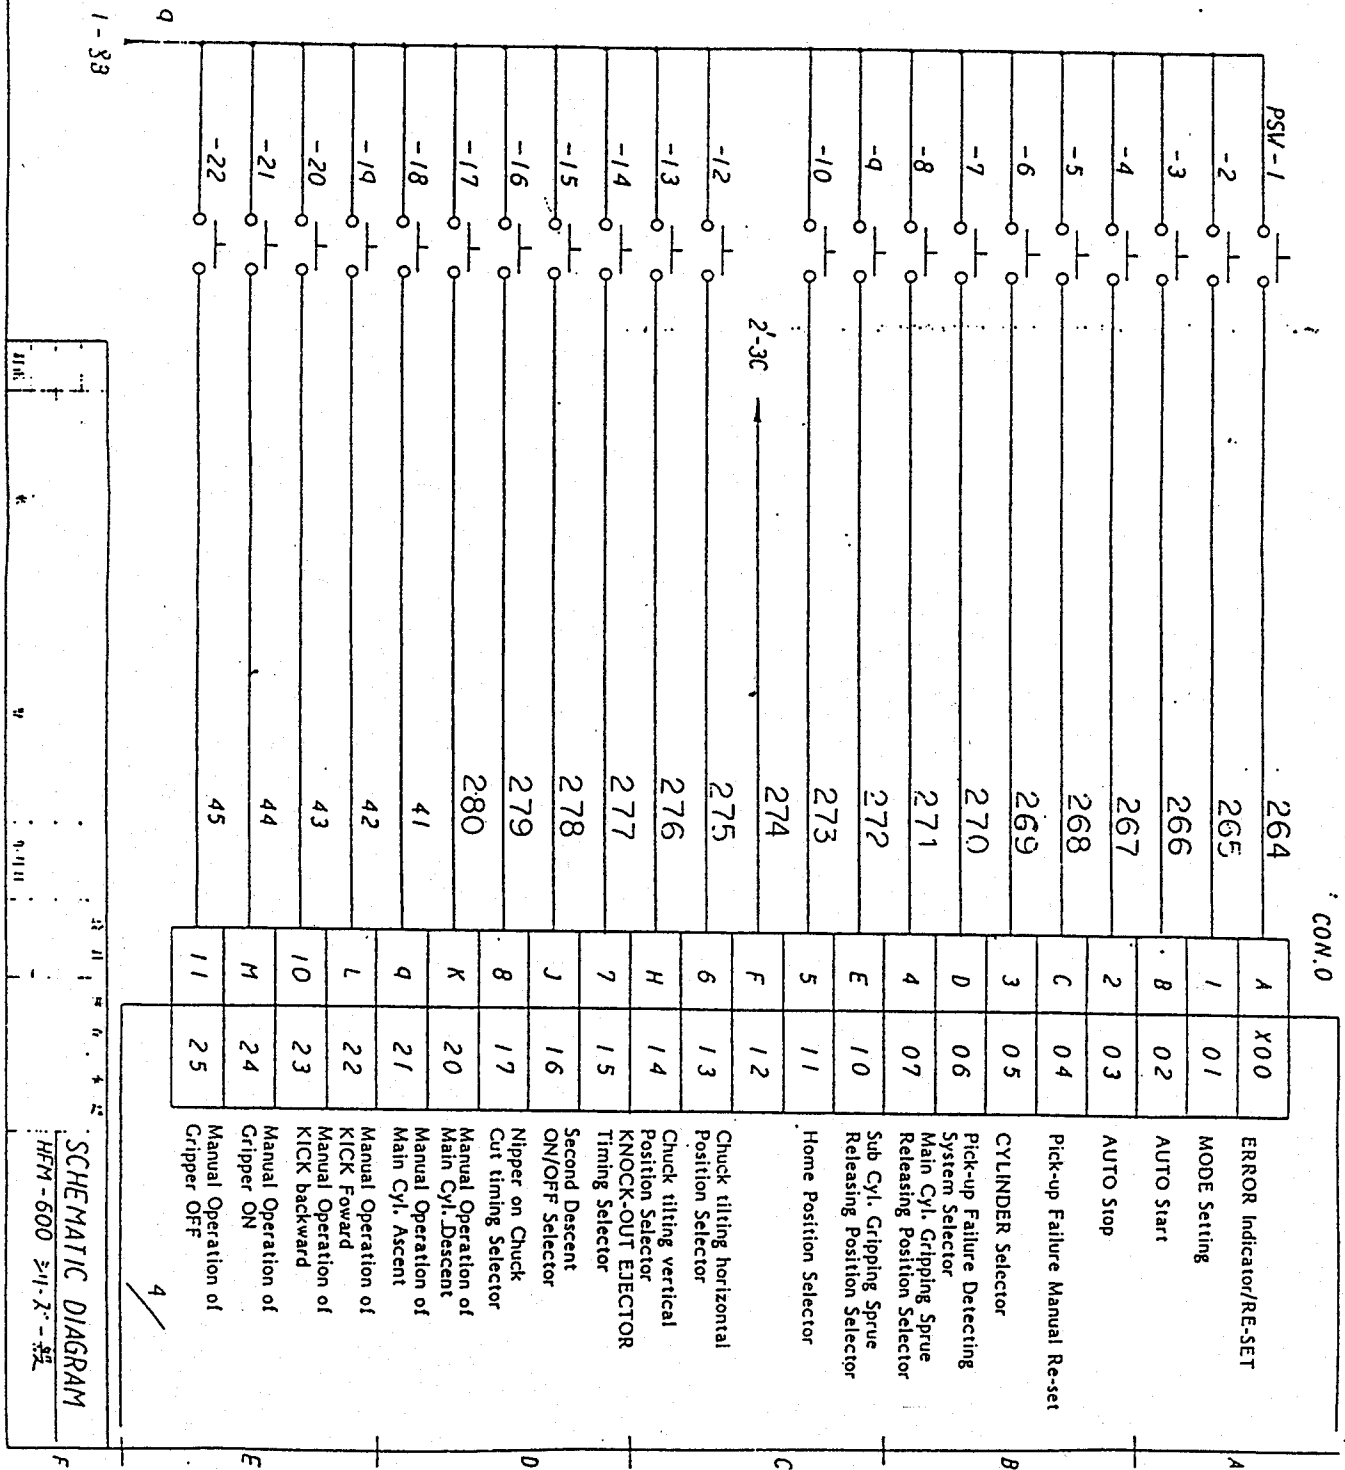 CON.0
PSW-1 264 A X00 ERROR Indicator/RE-SET
-2 265 1 01 MODE Setting
-3 266 B 02 AUTO Start
-4 267 2 03 AUTO Stop
-5 268 C 04 Pick-up Failure Manual Re-set
-6 269 3 05 CYLINDER Selector
-7 270 D 06 Pick-up Failure Detecting
System Selector
-8 271 4 07 Main Cyl. Gripping Sprue
Releasing Position Selector
-9 272 E 10 Sub Cyl. Gripping Sprue
Releasing Position Selector
-10 273 5 11 Home Position Selector
2'-3C 274 F 12
-12 275 6 13 Chuck tilting horizontal
Position Selector
-13 276 H 14 Chuck tilting vertical
Position Selector
-14 277 7 15 KNOCK-OUT EJECTOR
Timing Selector
-15 278 J 16 Second Descent
ON/OFF Selector
-16 279 8 17 Nipper on Chuck
Cut timing Selector
-17 280 K 20 Manual Operation of
Main Cyl. Descent
-18 41 9 21 Manual Operation of
Main Cyl. Ascent
-19 42 L 22 Manual Operation of
KICK Foward
-20 43 10 23 Manual Operation of
KICK backward
-21 44 M 24 Manual Operation of
Gripper ON
-22 45 11 25 Manual Operation of
Gripper OFF
9
1-33
4
A
B
C
D
E
F
SCHEMATIC DIAGRAM
HFM-600